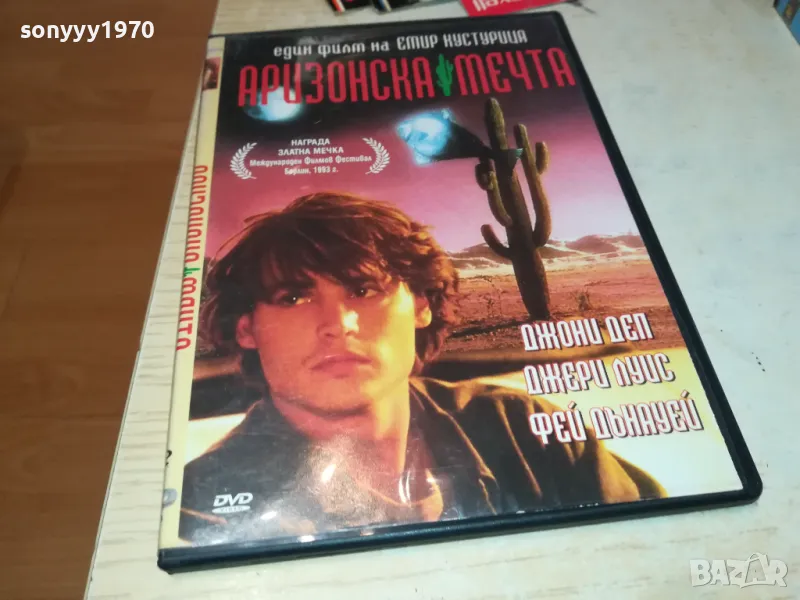 sonyyy1970
един филм на Емир Кустурица
АРИЗОНСКА МЕЧТА
НАГРАДА
ЗЛАТНА МЕЧКА
Международен Филмов Фестивал
Берлин, 1993 г.
ДЖОНИ ДЕП
ДЖЕРИ ЛУИС
ФЕЙ ДЪНАУЕЙ
DVD
VIDEO
АРИЗОНСКА МЕЧТА
BAZAR